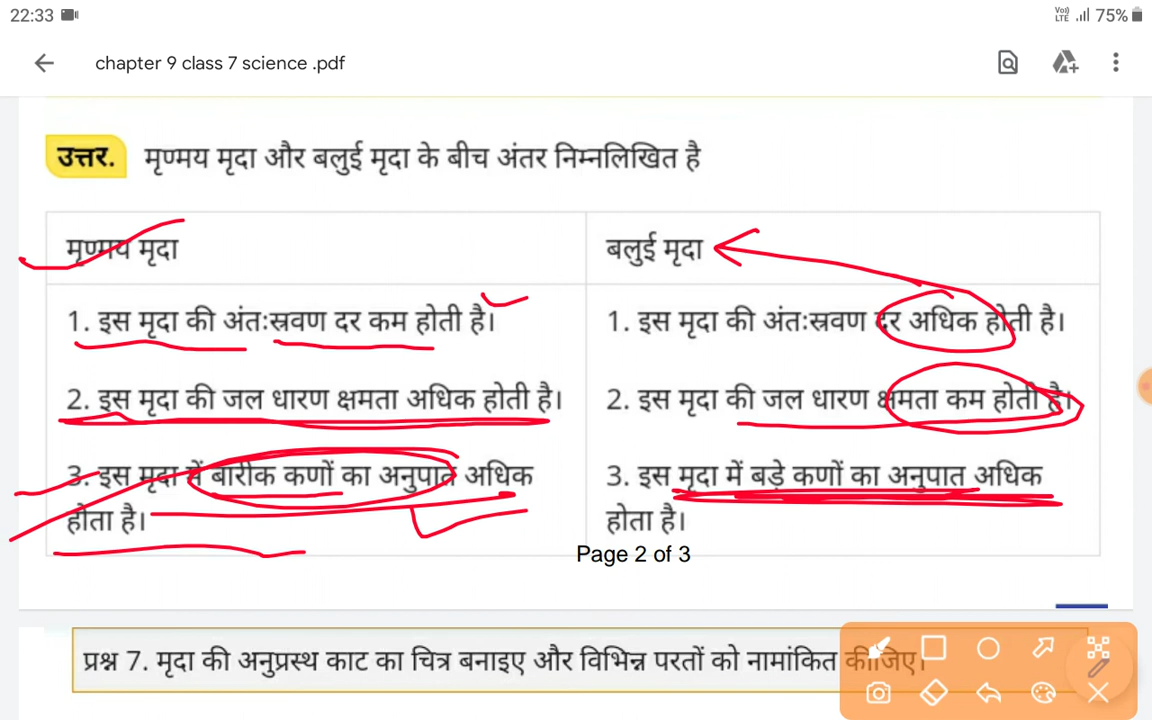 22:33
Vo) LTE 75%
chapter 9 class 7 science .pdf
उत्तर. मृण्मय मृदा और बलुई मृदा के बीच अंतर निम्नलिखित है
मृण्मय मृदा
बलुई मृदा
1. इस मृदा की अंतःस्रवण दर कम होती है।
1. इस मृदा की अंतःस्रवण दर अधिक होती है।
2. इस मृदा की जल धारण क्षमता अधिक होती है।
2. इस मृदा की जल धारण क्षमता कम होती है।
3. इस मृदा में बारीक कणों का अनुपात अधिक
होता है।
3. इस मृदा में बड़े कणों का अनुपात अधिक
होता है।
Page 2 of 3
प्रश्न 7. मृदा की अनुप्रस्थ काट का चित्र बनाइए और विभिन्न परतों को नामांकित कीजिए।